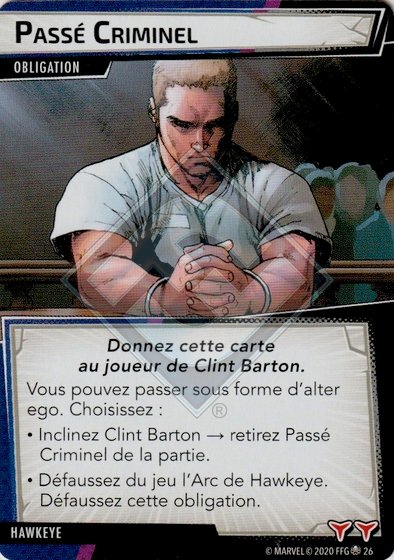 Passé Criminel
OBLIGATION
Donnez cette carte
au joueur de Clint Barton.
Vous pouvez passer sous forme d’alter
ego. Choisissez :
• Inclinez Clint Barton → retirez Passé
Criminel de la partie.
• Défaussez du jeu l’Arc de Hawkeye.
Défaussez cette obligation.
®
HAWKEYE
© MARVEL © 2020 FFG 26